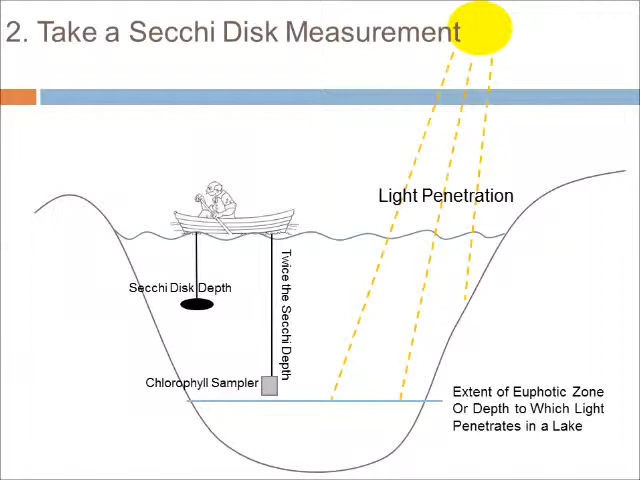 2. Take a Secchi Disk Measurement
Light Penetration
Secchi Disk Depth
Twice the Secchi Depth
Chlorophyll Sampler
Extent of Euphotic Zone
Or Depth to Which Light
Penetrates in a Lake